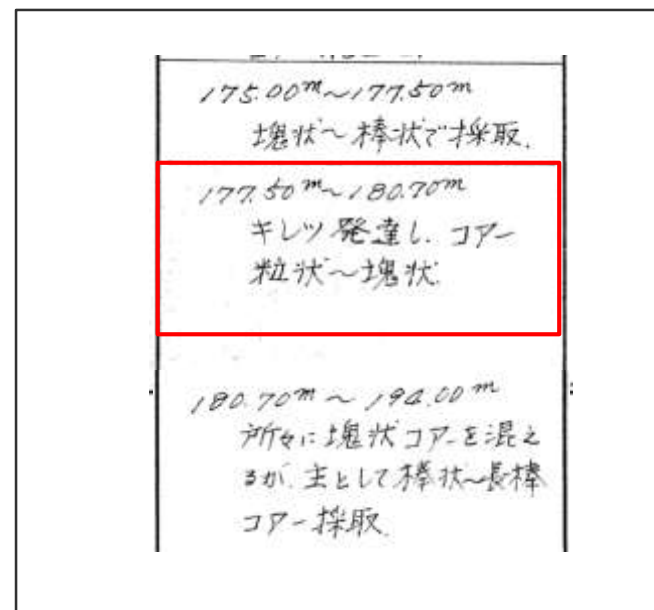 175.00m～177.50m
塊状～棒状で採取.
177.50m～180.70m
キレツ発達し. コアー
粒状～塊状.
180.70m～194.00m
所々に塊状コアーを混え
るが. 主として棒状～長棒
コアー採取.